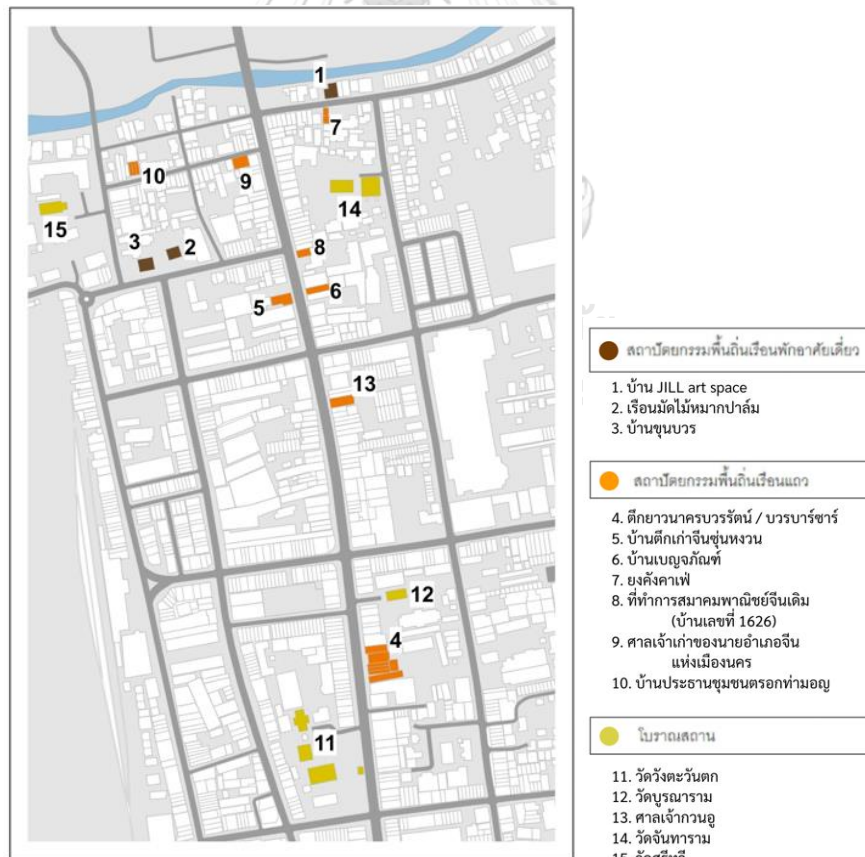 1
7
10
9
14
15
3
2
8
5
6
13
12
4
11
สถาปัตยกรรมพื้นถิ่นเรือนพักอาศัยเดี่ยว
1. บ้าน JILL art space
2. เรือนมัดไม้หมากปาล์ม
3. บ้านขุนบวร
สถาปัตยกรรมพื้นถิ่นเรือนแถว
4. ตึกยาวนาครบวรรัตน์ / บวรบาร์ซาร์
5. บ้านตึกเก่าจีนซุ่นหงวน
6. บ้านเบญจภัณฑ์
7. ยงคังคาเฟ่
8. ที่ทำการสมาคมพาณิชย์จีนเดิม
(บ้านเลขที่ 1626)
9. ศาลเจ้าเก่าของนายอำเภอจีน
แห่งเมืองนคร
10. บ้านประธานชุมชนตรอกท่ามอญ
โบราณสถาน
11. วัดวังตะวันตก
12. วัดบูรณาราม
13. ศาลเจ้ากวนอู
14. วัดจันทาราม
15. วัดศรีทวี